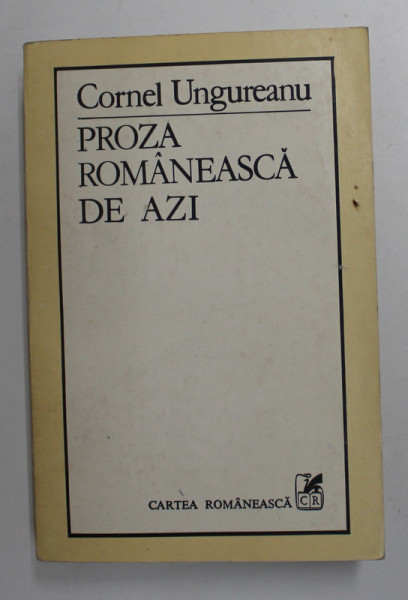 Cornel Ungureanu
PROZA
ROMÂNEASCĂ
DE AZI
CARTEA ROMÂNEASCĂ
CR